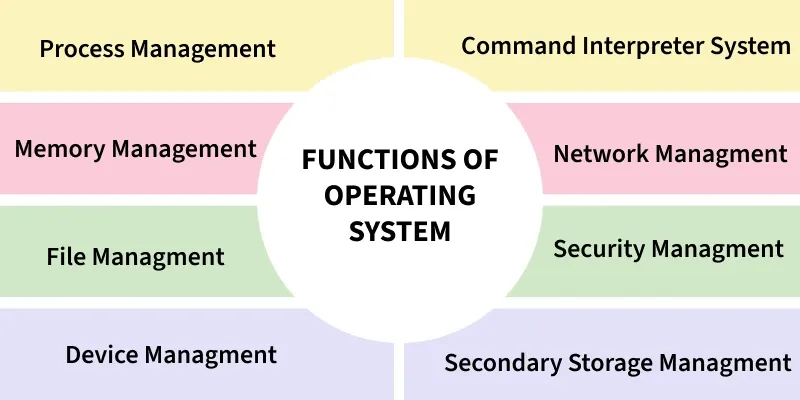 Process Management
Command Interpreter System
Memory Management
Network Managment
FUNCTIONS OF
OPERATING
SYSTEM
File Managment
Security Managment
Device Managment
Secondary Storage Managment